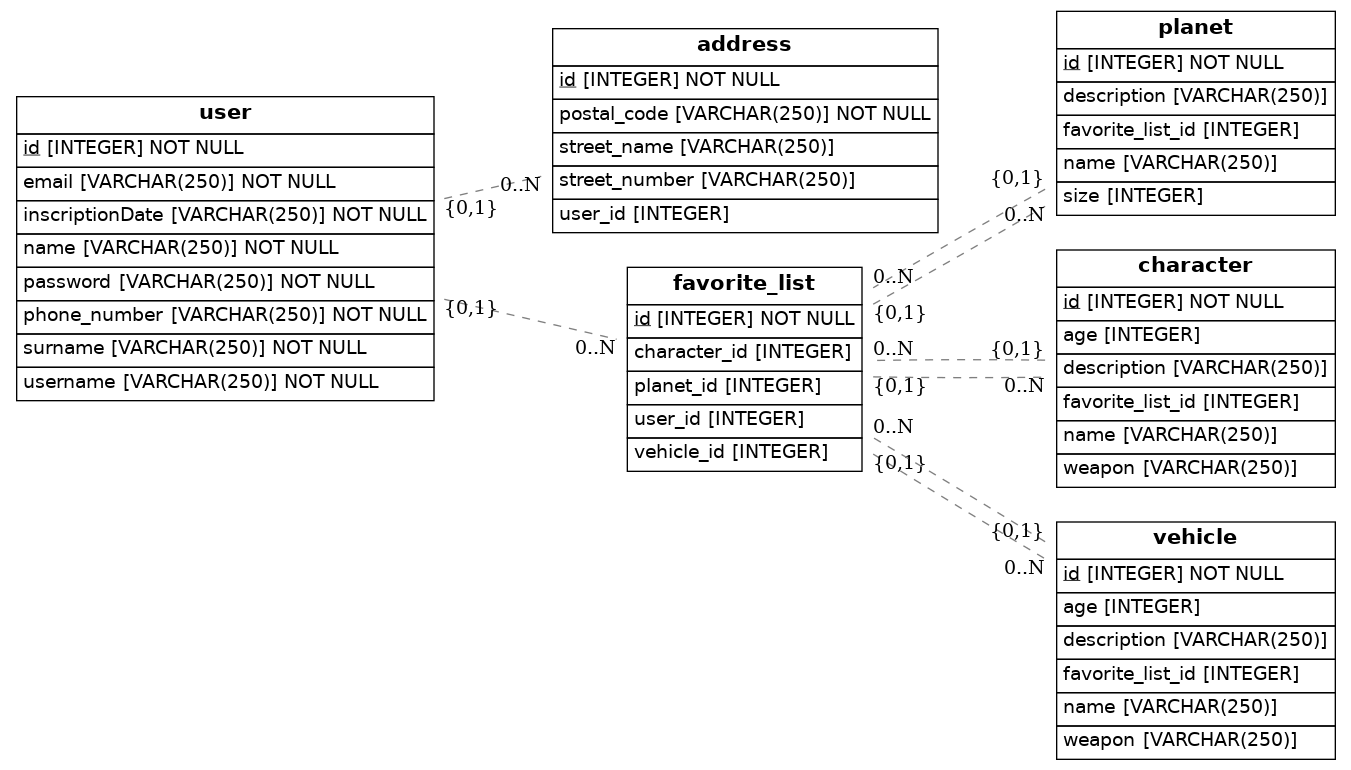 user
id [INTEGER] NOT NULL
email [VARCHAR(250)] NOT NULL
inscriptionDate [VARCHAR(250)] NOT NULL
name [VARCHAR(250)] NOT NULL
password [VARCHAR(250)] NOT NULL
phone_number [VARCHAR(250)] NOT NULL
surname [VARCHAR(250)] NOT NULL
username [VARCHAR(250)] NOT NULL
0..N
{0,1}
{0,1}
0..N
address
id [INTEGER] NOT NULL
postal_code [VARCHAR(250)] NOT NULL
street_name [VARCHAR(250)]
street_number [VARCHAR(250)]
user_id [INTEGER]
favorite_list
id [INTEGER] NOT NULL
character_id [INTEGER]
planet_id [INTEGER]
user_id [INTEGER]
vehicle_id [INTEGER]
{0,1}
0..N
0..N
{0,1}
0..N
{0,1}
{0,1}
0..N
0..N
{0,1}
{0,1}
0..N
planet
id [INTEGER] NOT NULL
description [VARCHAR(250)]
favorite_list_id [INTEGER]
name [VARCHAR(250)]
size [INTEGER]
character
id [INTEGER] NOT NULL
age [INTEGER]
description [VARCHAR(250)]
favorite_list_id [INTEGER]
name [VARCHAR(250)]
weapon [VARCHAR(250)]
vehicle
id [INTEGER] NOT NULL
age [INTEGER]
description [VARCHAR(250)]
favorite_list_id [INTEGER]
name [VARCHAR(250)]
weapon [VARCHAR(250)]